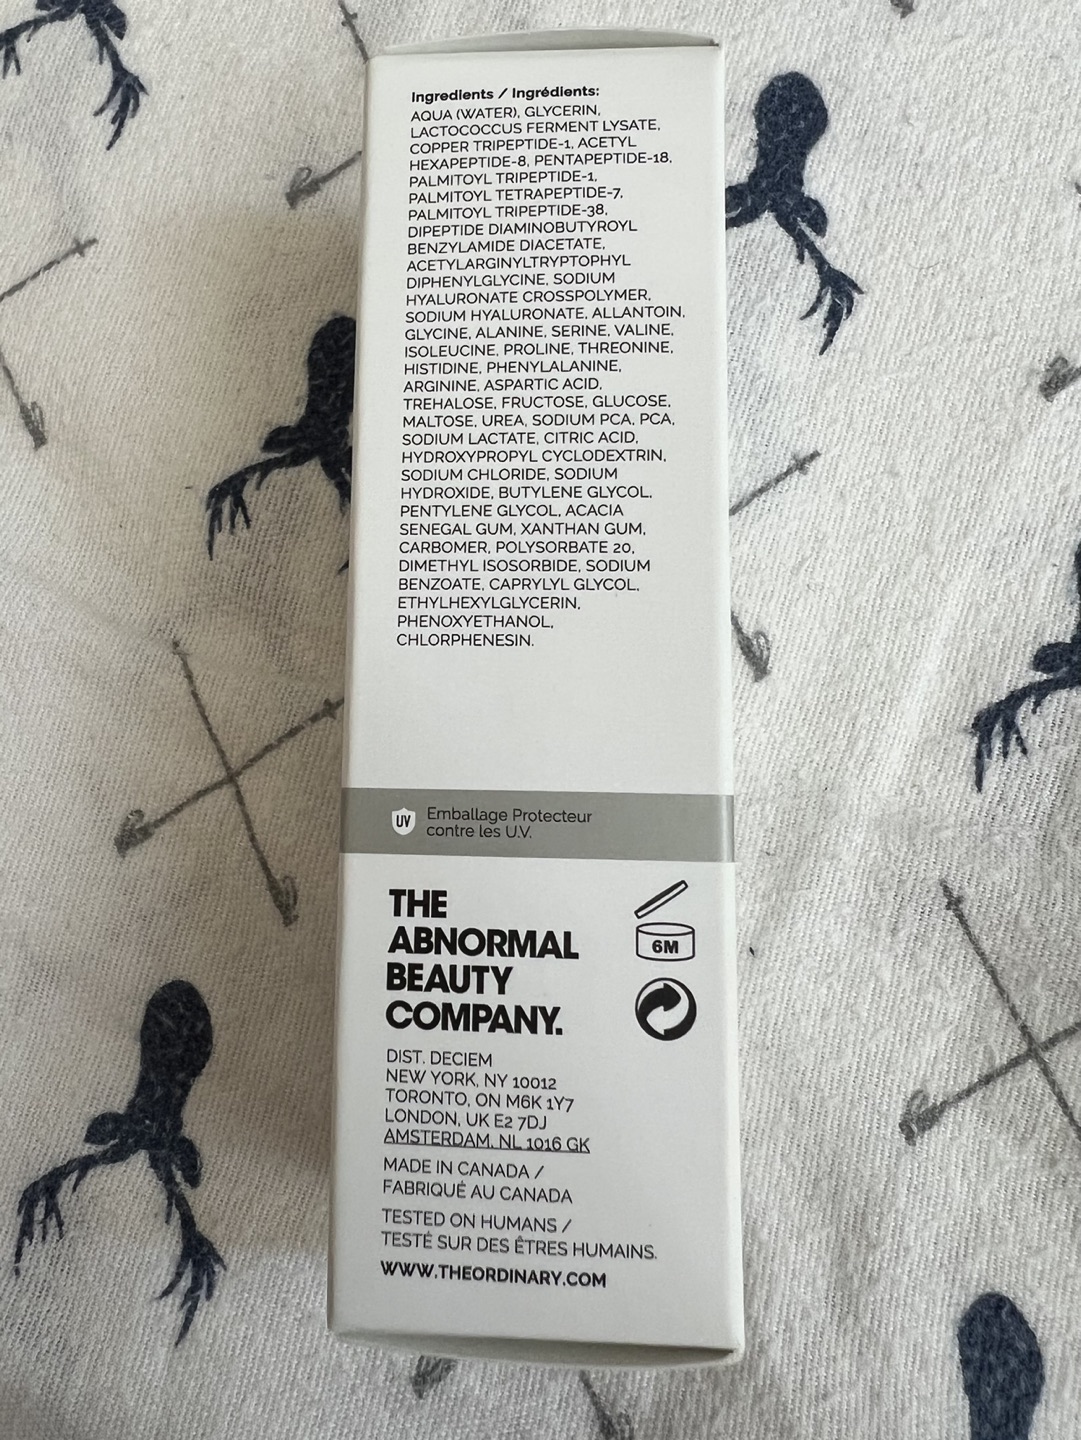 Ingredients / Ingrédients:
AQUA (WATER), GLYCERIN,
LACTOCOCCUS FERMENT LYSATE,
COPPER TRIPEPTIDE-1, ACETYL
HEXAPEPTIDE-8, PENTAPEPTIDE-18,
PALMITOYL TRIPEPTIDE-1,
PALMITOYL TETRAPEPTIDE-7,
PALMITOYL TRIPEPTIDE-38,
DIPEPTIDE DIAMINOBUTYROYL
BENZYLAMIDE DIACETATE,
ACETYLARGINYLTRYPTOPHYL
DIPHENYLGLYCINE, SODIUM
HYALURONATE CROSSPOLYMER,
SODIUM HYALURONATE, ALLANTOIN,
GLYCINE, ALANINE, SERINE, VALINE,
ISOLEUCINE, PROLINE, THREONINE,
HISTIDINE, PHENYLALANINE,
ARGININE, ASPARTIC ACID,
TREHALOSE, FRUCTOSE, GLUCOSE,
MALTOSE, UREA, SODIUM PCA, PCA,
SODIUM LACTATE, CITRIC ACID,
HYDROXYPROPYL CYCLODEXTRIN,
SODIUM CHLORIDE, SODIUM
HYDROXIDE, BUTYLENE GLYCOL,
PENTYLENE GLYCOL, ACACIA
SENEGAL GUM, XANTHAN GUM,
CARBOMER, POLYSORBATE 20,
DIMETHYL ISOSORBIDE, SODIUM
BENZOATE, CAPRYLYL GLYCOL,
ETHYLHEXYLGLYCERIN,
PHENOXYETHANOL,
CHLORPHENESIN.
UV
Emballage Protecteur
contre les U.V.
THE
ABNORMAL
BEAUTY
COMPANY.
6M
DIST. DECIEM
NEW YORK, NY 10012
TORONTO, ON M6K 1Y7
LONDON, UK E2 7DJ
AMSTERDAM, NL 1016 GK
MADE IN CANADA /
FABRIQUÉ AU CANADA
TESTED ON HUMANS /
TESTÉ SUR DES ÊTRES HUMAINS.
WWW.THEORDINARY.COM